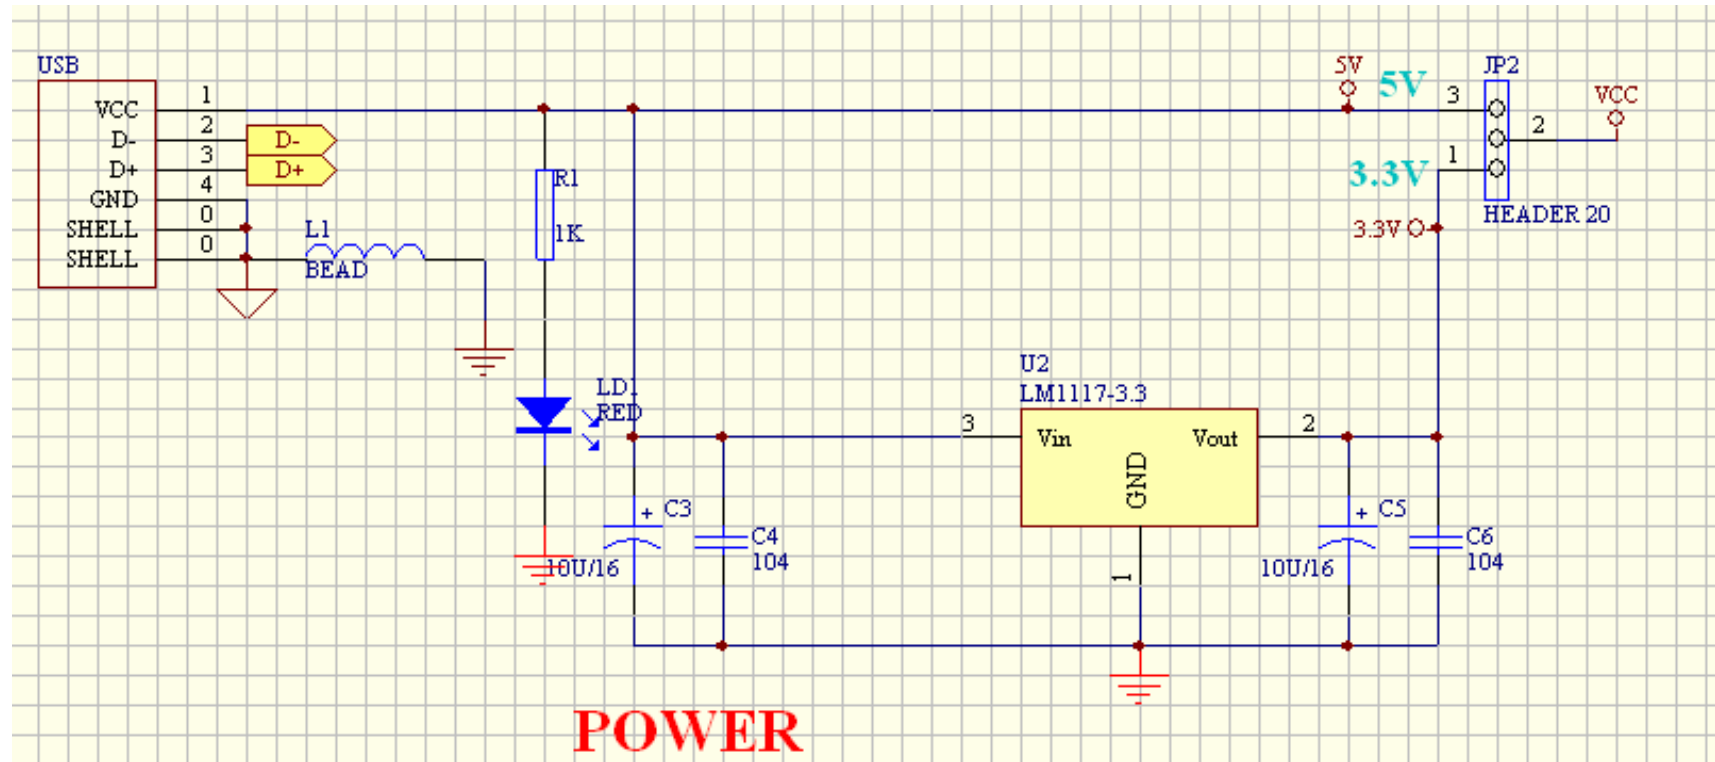 USB
VCC 1
D- 2
D+ 3
GND 4
SHELL 0
SHELL 0
D-
D+
L1
BEAD
R1
1K
LD1
RED
5V
5V
3.3V
3.3V
JP2
3
2
1
VCC
HEADER 20
U2
LM1117-3.3
3
Vin
Vout
2
GND
1
+ C3
10U/16
C4
104
+ C5
10U/16
C6
104
POWER